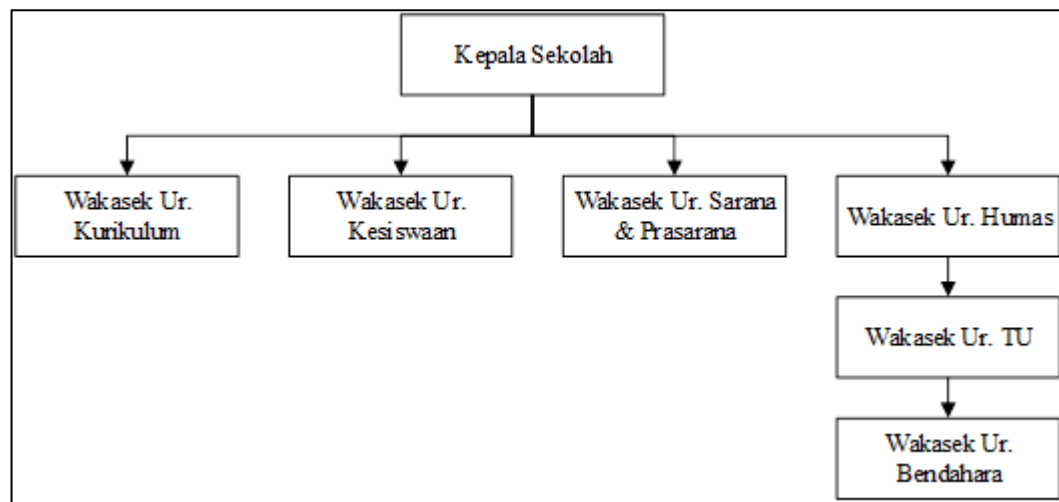 Kepala Sekolah
Wakasek Ur.
Kurikulum
Wakasek Ur.
Kesiswaan
Wakasek Ur. Sarana
& Prasarana
Wakasek Ur. Humas
Wakasek Ur. TU
Wakasek Ur.
Bendahara